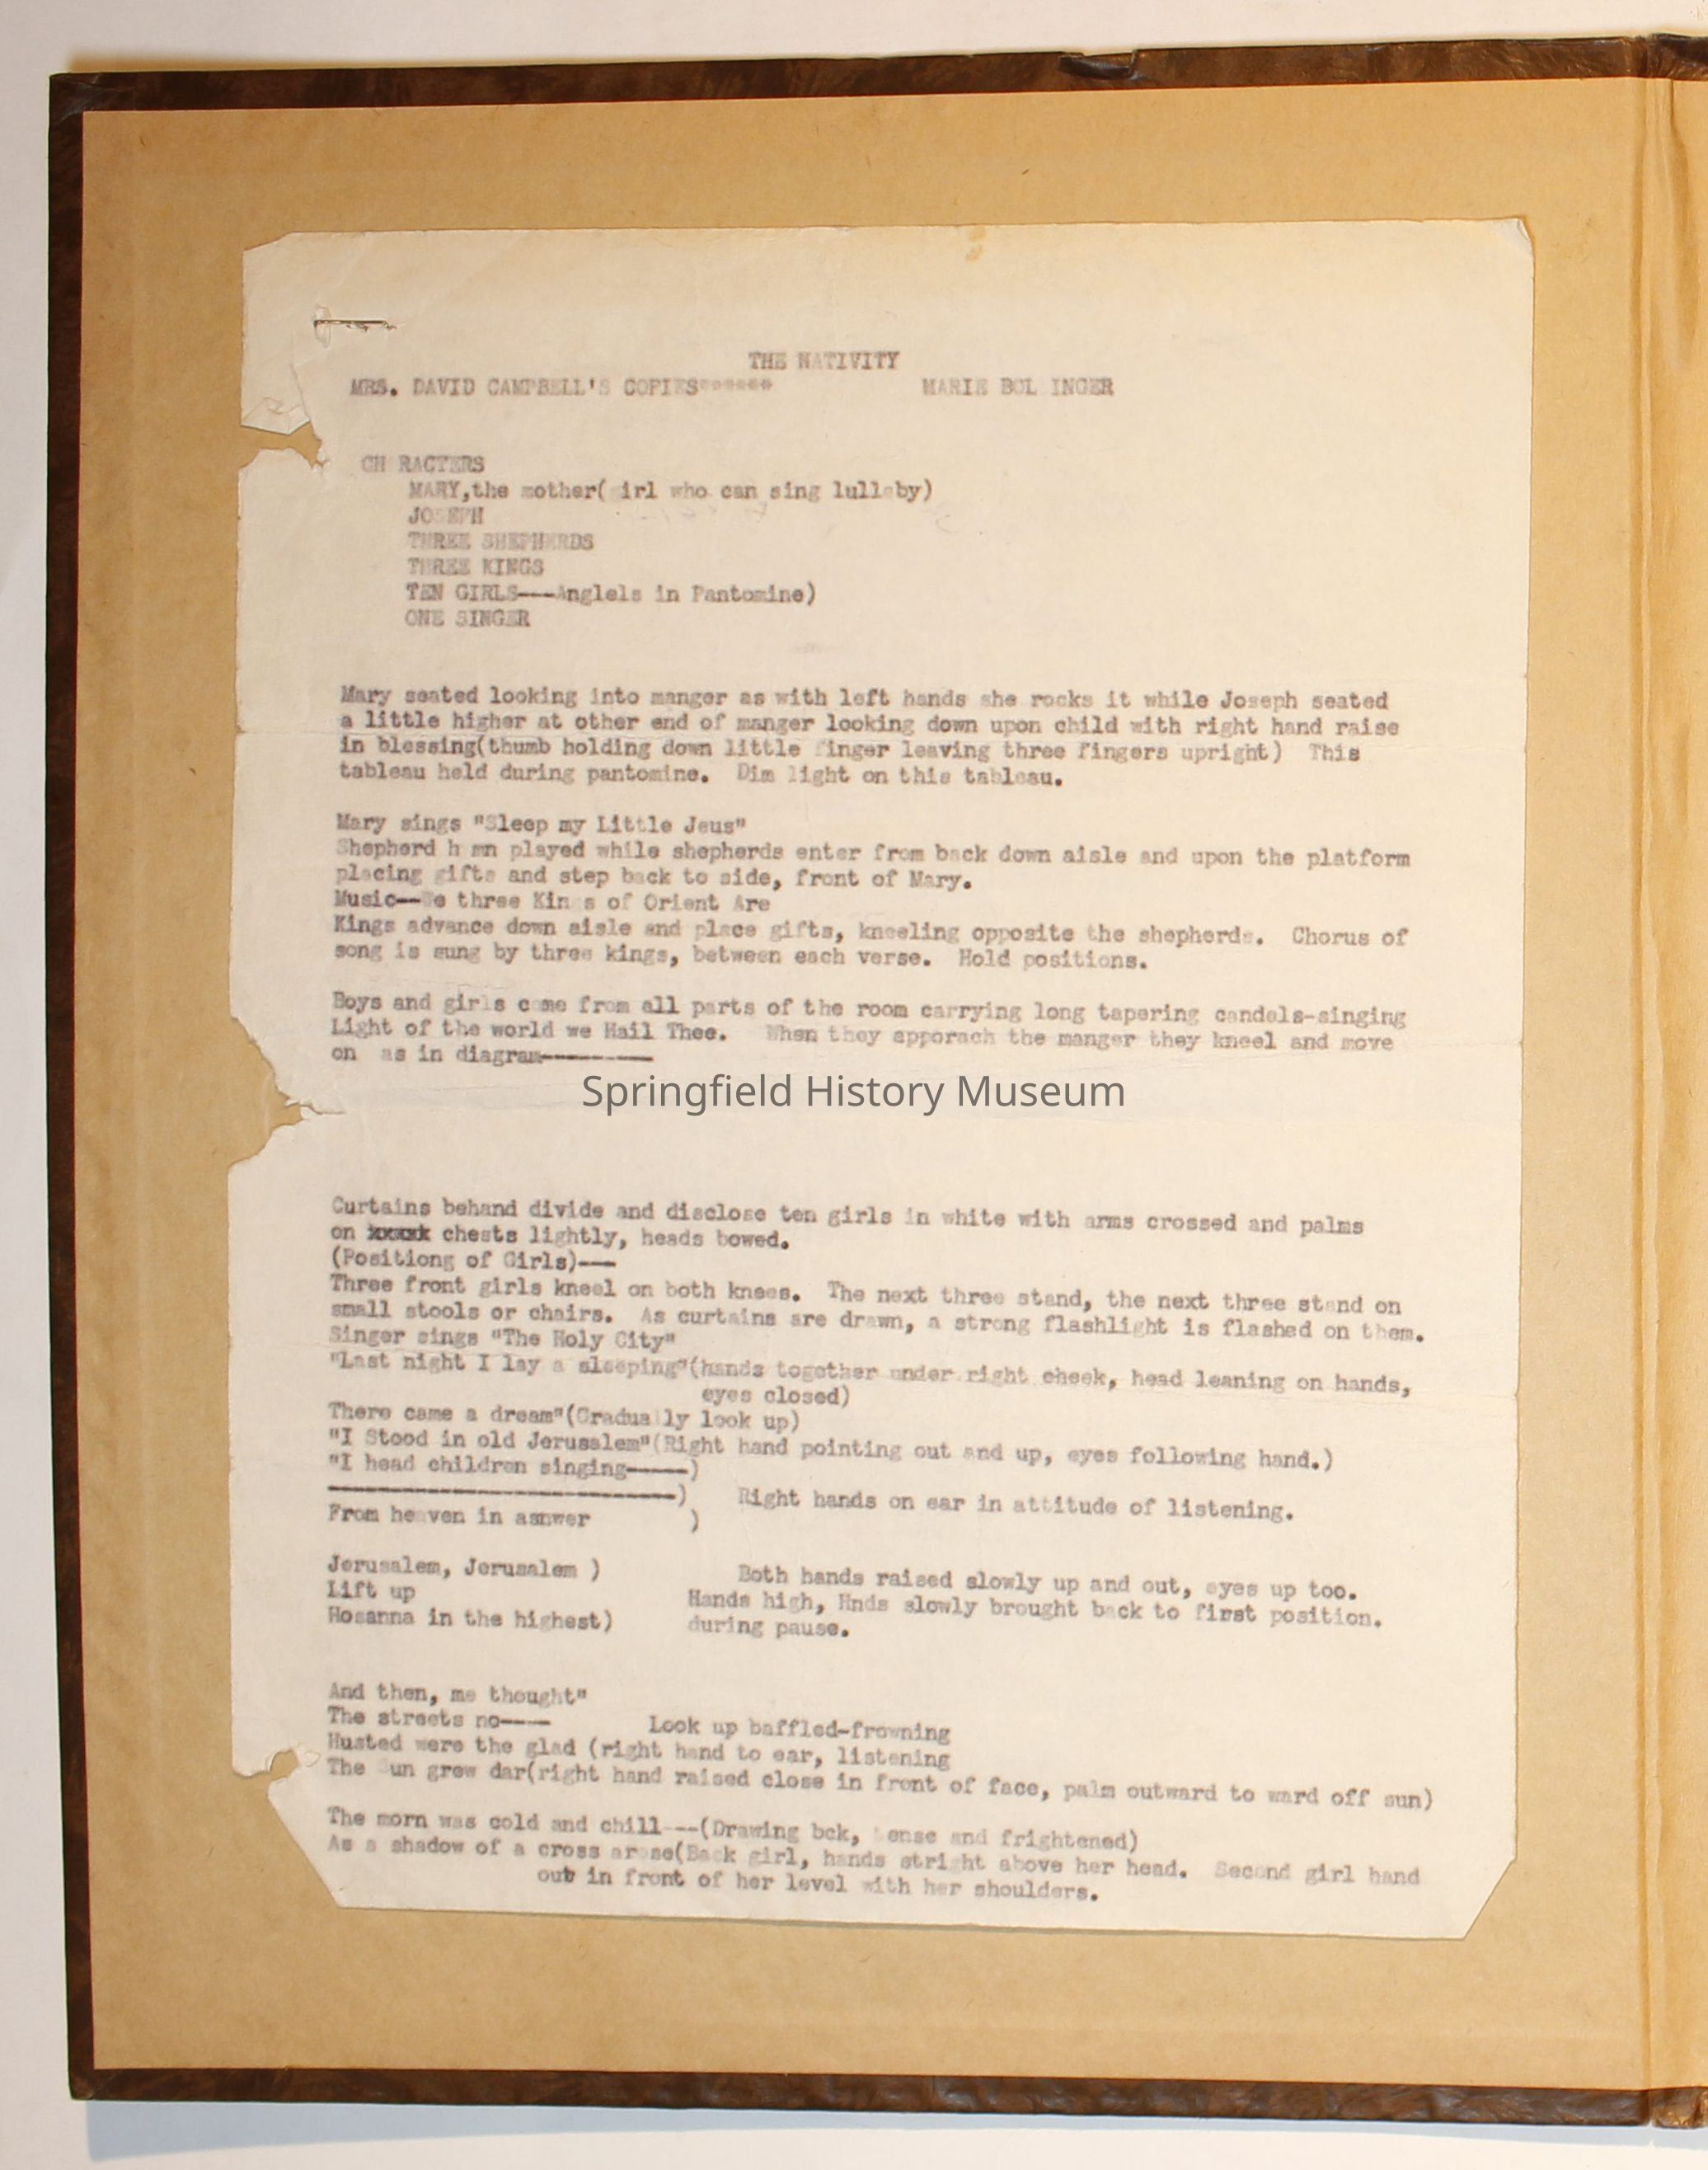 THE NATIVITY
MRS. DAVID CAMPBELL'S COPIES****** MARIE BOL INGER
CH RACTERS
MARY,the mother( irl who can sing lullaby)
JOSEPH
THREE SHEPHERDS
THREE KINGS
TEN GIRLS---Anglels in Pantomine)
ONE SINGER
Mary seated looking into manger as with left hands she rocks it while Joseph seated
a little higher at other end of manger looking down upon child with right hand raise
in blessing(thumb holding down little finger leaving three fingers upright) This
tableau held during pantomine. Dim light on this tableau.
Mary sings "Sleep my Little Jeus"
Shepherd h mn played while shepherds enter from back down aisle and upon the platform
placing gifts and step back to side, front of Mary.
Music--We three Kin s of Orient Are
Kings advance down aisle and place gifts, kneeling opposite the shepherds. Chorus of
song is sung by three kings, between each verse. Hold positions.
Boys and girls come from all parts of the room carrying long tapering candels-singing
Light of the world we Hail Thee. When they apporach the manger they kneel and move
on as in diagram---------
Springfield History Museum
Curtains behand divide and disclose ten girls in white with arms crossed and palms
on xxxxx chests lightly, heads bowed.
(Positiong of Girls)---
Three front girls kneel on both knees. The next three stand, the next three stand on
small stools or chairs. As curtains are drawn, a strong flashlight is flashed on them.
Singer sings "The Holy City"
"Last night I lay a sleeping"(hands together under right cheek, head leaning on hands,
eyes closed)
There came a dream"(Gradually look up)
"I Stood in old Jerusalem"(Right hand pointing out and up, eyes following hand.)
"I head children singing-----)
----------------------------) Right hands on ear in attitude of listening.
From heaven in asnwer )
Jerusalem, Jerusalem ) Both hands raised slowly up and out, eyes up too.
Lift up Hands high, Hnds slowly brought back to first position.
Hosanna in the highest) during pause.
And then, me thought"
The streets no---- Look up baffled-frowning
Husted were the glad (right hand to ear, listening
The Sun grew dar(right hand raised close in front of face, palm outward to ward off sun)
The morn was cold and chill---(Drawing bck, tense and frightened)
As a shadow of a cross arose(Back girl, hands stright above her head. Second girl hand
out in front of her level with her shoulders.